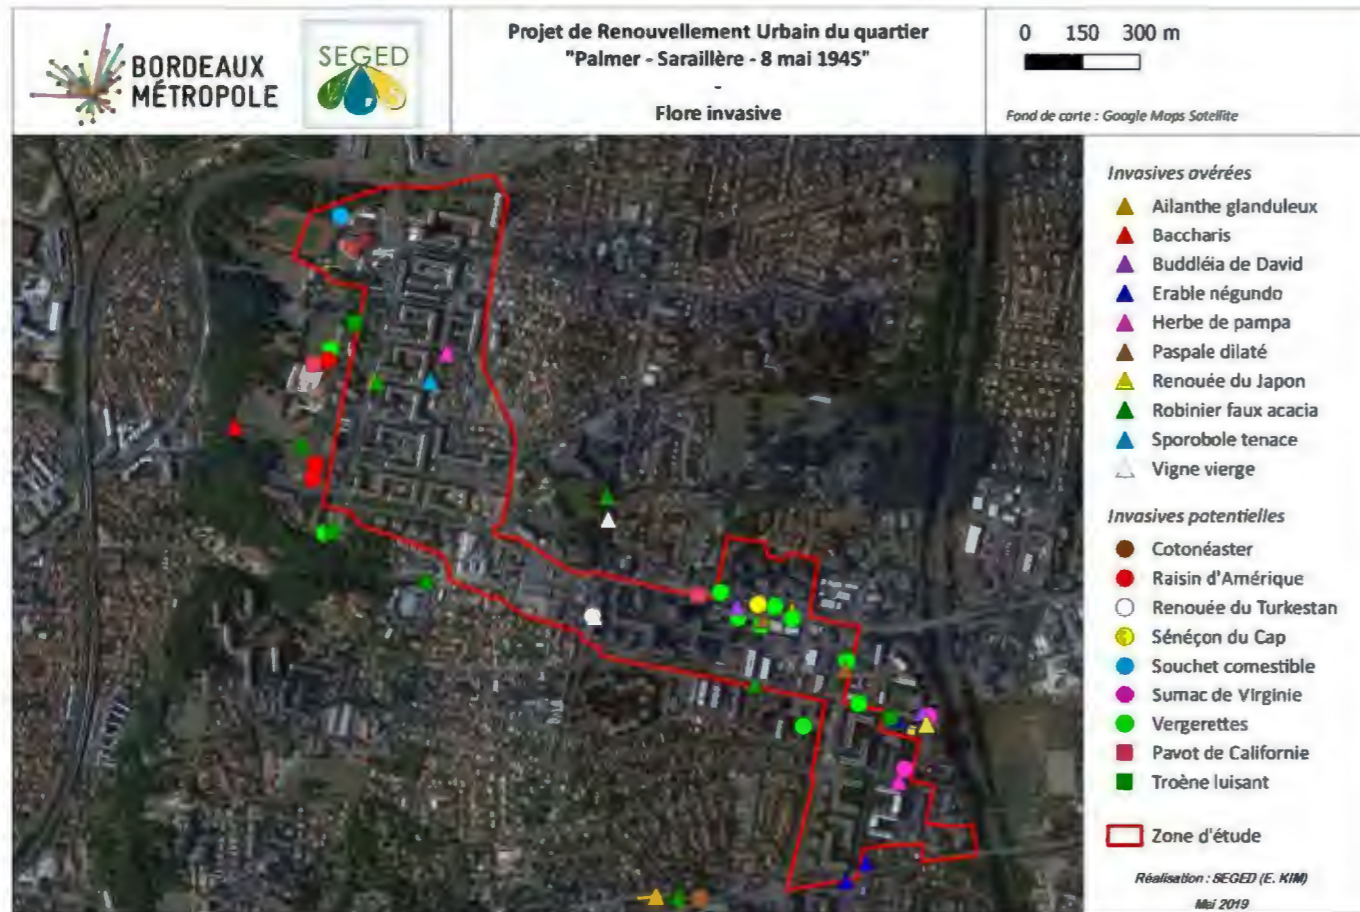 BORDEAUX
MÉTROPOLE
SEGED
Projet de Renouvellement Urbain du quartier
"Palmer - Saraillère - 8 mai 1945"
-
Flore invasive
0 150 300 m
Fond de carte : Google Maps Satellite
Invasives avérées
Ailanthe glanduleux
Baccharis
Buddléia de David
Erable négundo
Herbe de pampa
Paspale dilaté
Renouée du Japon
Robinier faux acacia
Sporobole tenace
Vigne vierge
Invasives potentielles
Cotonéaster
Raisin d'Amérique
Renouée du Turkestan
Sénéçon du Cap
Souchet comestible
Sumac de Virginie
Vergerettes
Pavot de Californie
Troène luisant
Zone d'étude
Réalisation : SEGED (E. KIM)
Mai 2019